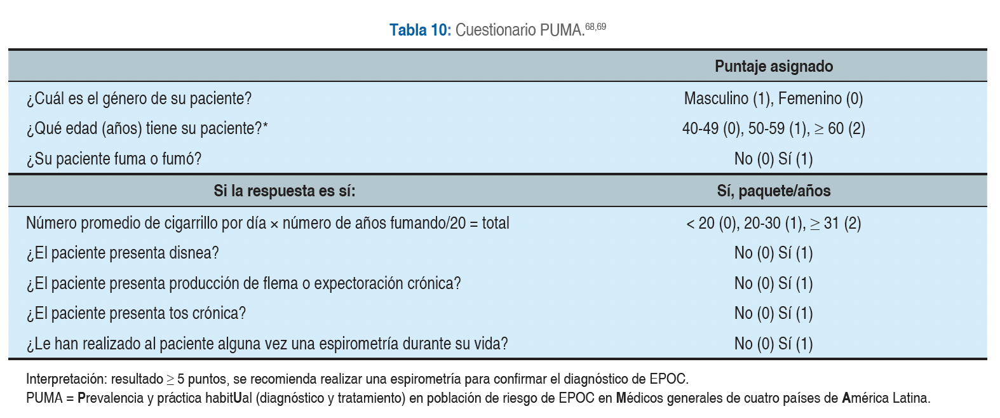 Tabla 10: Cuestionario PUMA.68,69
Puntaje asignado
¿Cuál es el género de su paciente? Masculino (1), Femenino (0)
¿Qué edad (años) tiene su paciente?* 40-49 (0), 50-59 (1), ≥ 60 (2)
¿Su paciente fuma o fumó? No (0) Sí (1)
Si la respuesta es sí: Sí, paquete/años
Número promedio de cigarrillo por día × número de años fumando/20 = total < 20 (0), 20-30 (1), ≥ 31 (2)
¿El paciente presenta disnea? No (0) Sí (1)
¿El paciente presenta producción de flema o expectoración crónica? No (0) Sí (1)
¿El paciente presenta tos crónica? No (0) Sí (1)
¿Le han realizado al paciente alguna vez una espirometría durante su vida? No (0) Sí (1)
Interpretación: resultado ≥ 5 puntos, se recomienda realizar una espirometría para confirmar el diagnóstico de EPOC.
PUMA = Prevalencia y práctica habitUal (diagnóstico y tratamiento) en población de riesgo de EPOC en Médicos generales de cuatro países de América Latina.